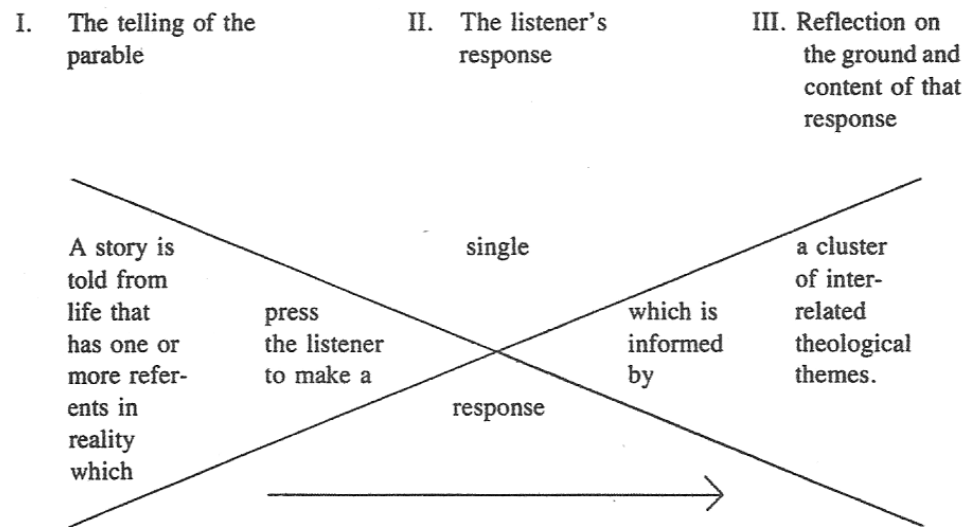 I. The telling of the
parable
II. The listener's
response
III. Reflection on
the ground and
content of that
response
A story is
told from
life that
has one or
more refer-
ents in
reality
which
press
the listener
to make a
single
response
which is
informed
by
a cluster
of inter-
related
theological
themes.